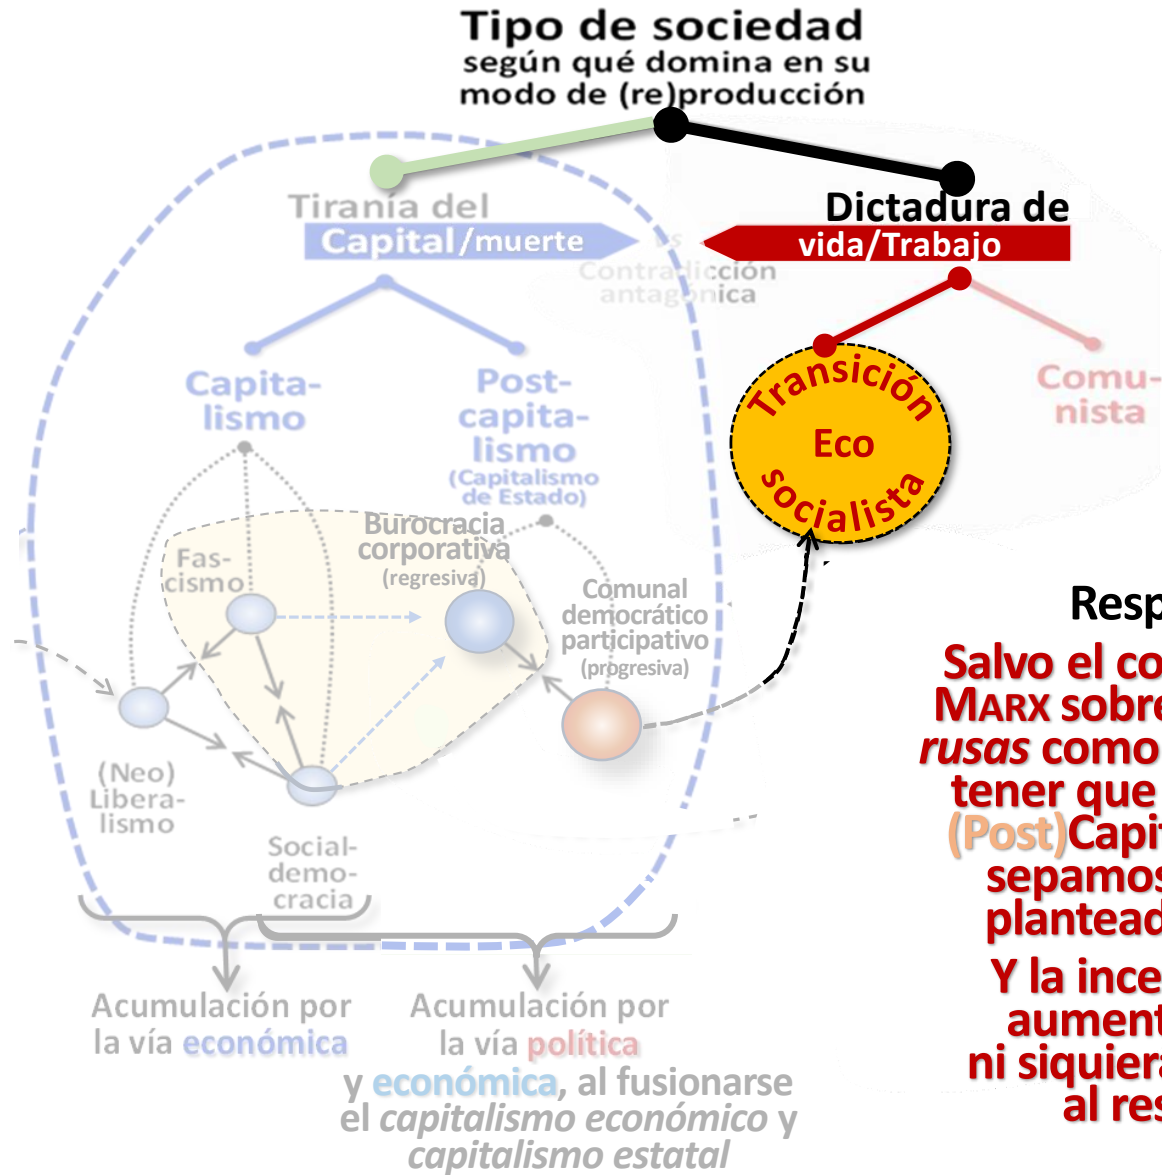 Tipo de sociedad
según qué domina en su
modo de (re)producción
Tiranía del
Capital/muerte
vs
Contradicción
antagónica
Dictadura de
vida/Trabajo
Capita-
lismo
Post-
capita-
lismo
(Capitalismo
de Estado)
Transición
Eco
socialista
Comu-
nista
Fas-
cismo
Burocracia
corporativa
(regresiva)
Comunal
democrático
participativo
(progresiva)
(Neo)
Libera-
lismo
Social-
demo-
cracia
Acumulación por
la vía económica
Acumulación por
la vía política
y económica, al fusionarse
el capitalismo económico y
capitalismo estatal
Resp
Salvo el co
MARX sobre
rusas como
tener que
(Post)Capi
sepamos
plantead
Y la ince
aument
ni siquiera
al res